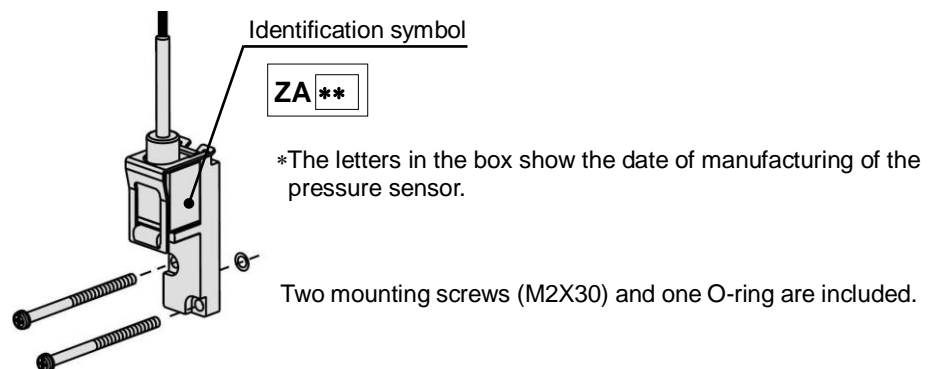 Identification symbol
ZA **
*The letters in the box show the date of manufacturing of the
pressure sensor.
Two mounting screws (M2X30) and one O-ring are included.